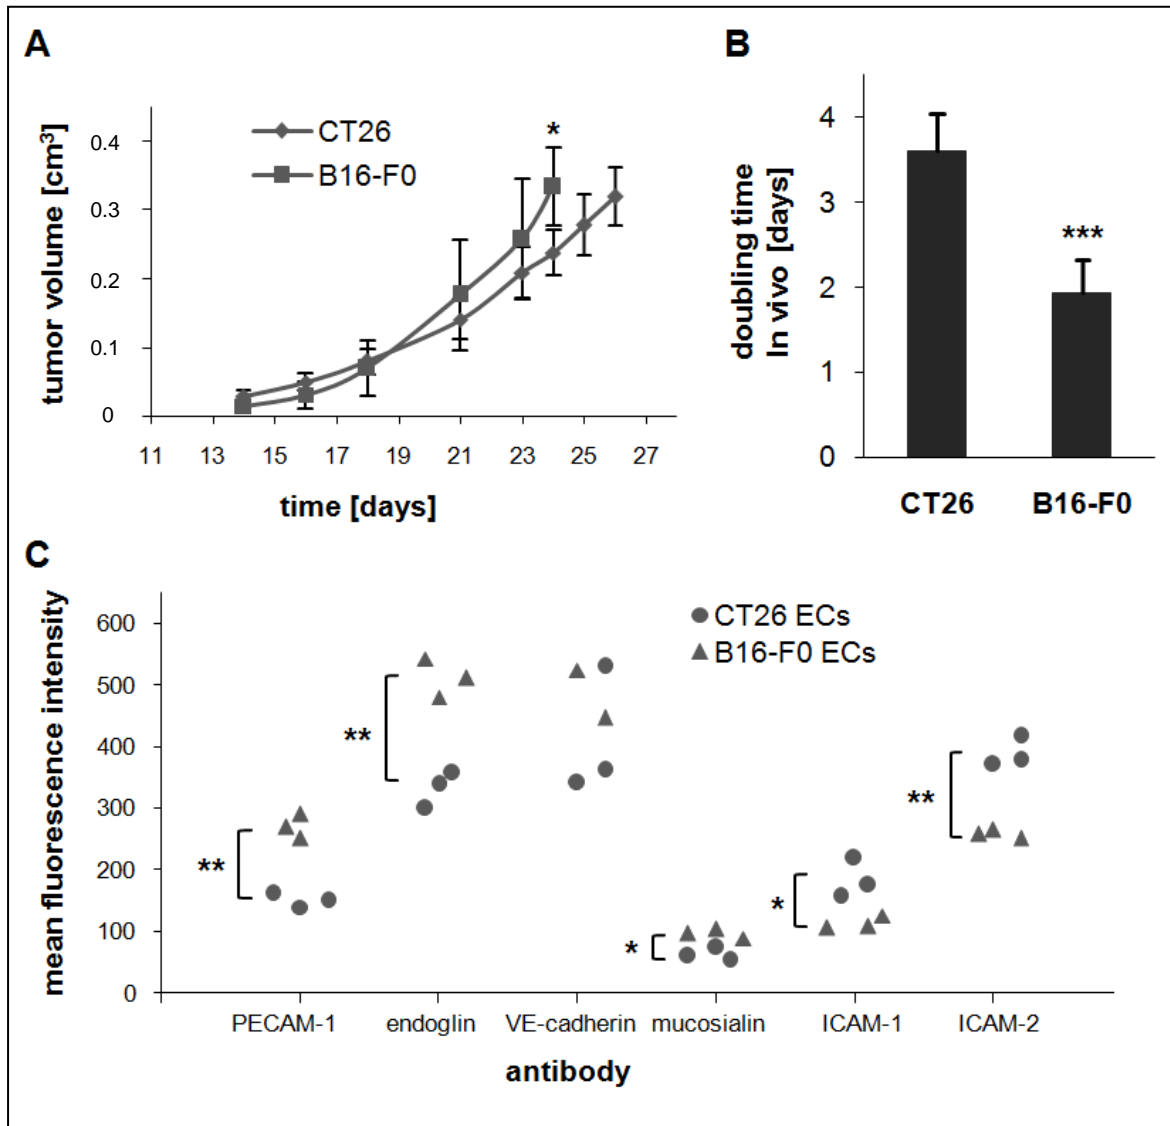 A
tumor volume [cm³]
0.4
0.3
0.2
0.1
0
CT26
B16-F0
*
11 13 15 17 19 21 23 25 27
time [days]
B
doubling time
In vivo [days]
4
3
2
1
0
***
CT26 B16-F0
C
mean fluorescence intensity
600
500
400
300
200
100
0
CT26 ECs
B16-F0 ECs
**
**
*
*
**
PECAM-1 endoglin VE-cadherin mucosialin ICAM-1 ICAM-2
antibody